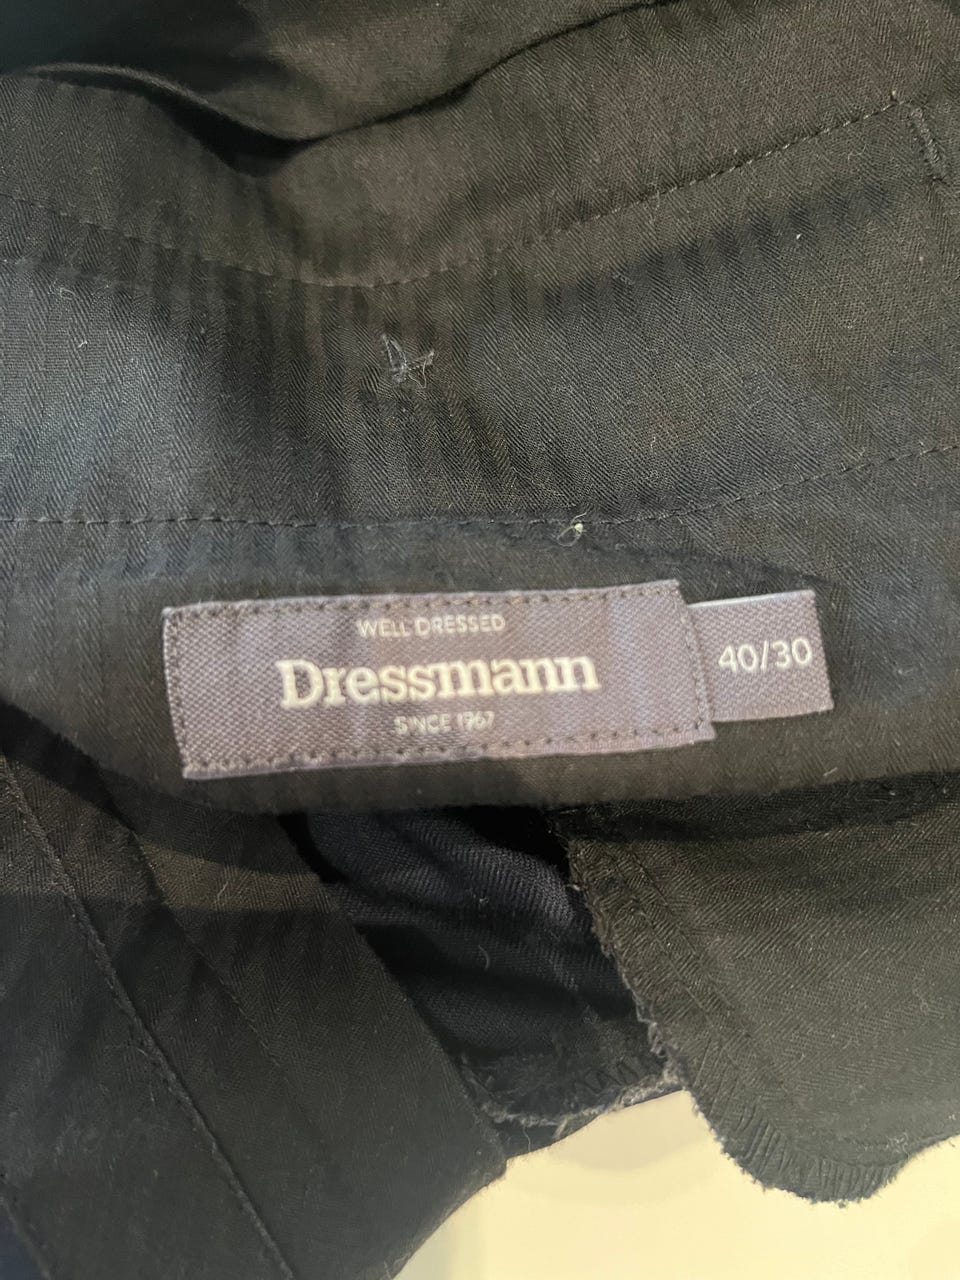 WELL DRESSED
Dressmann
SINCE 1967
40/30